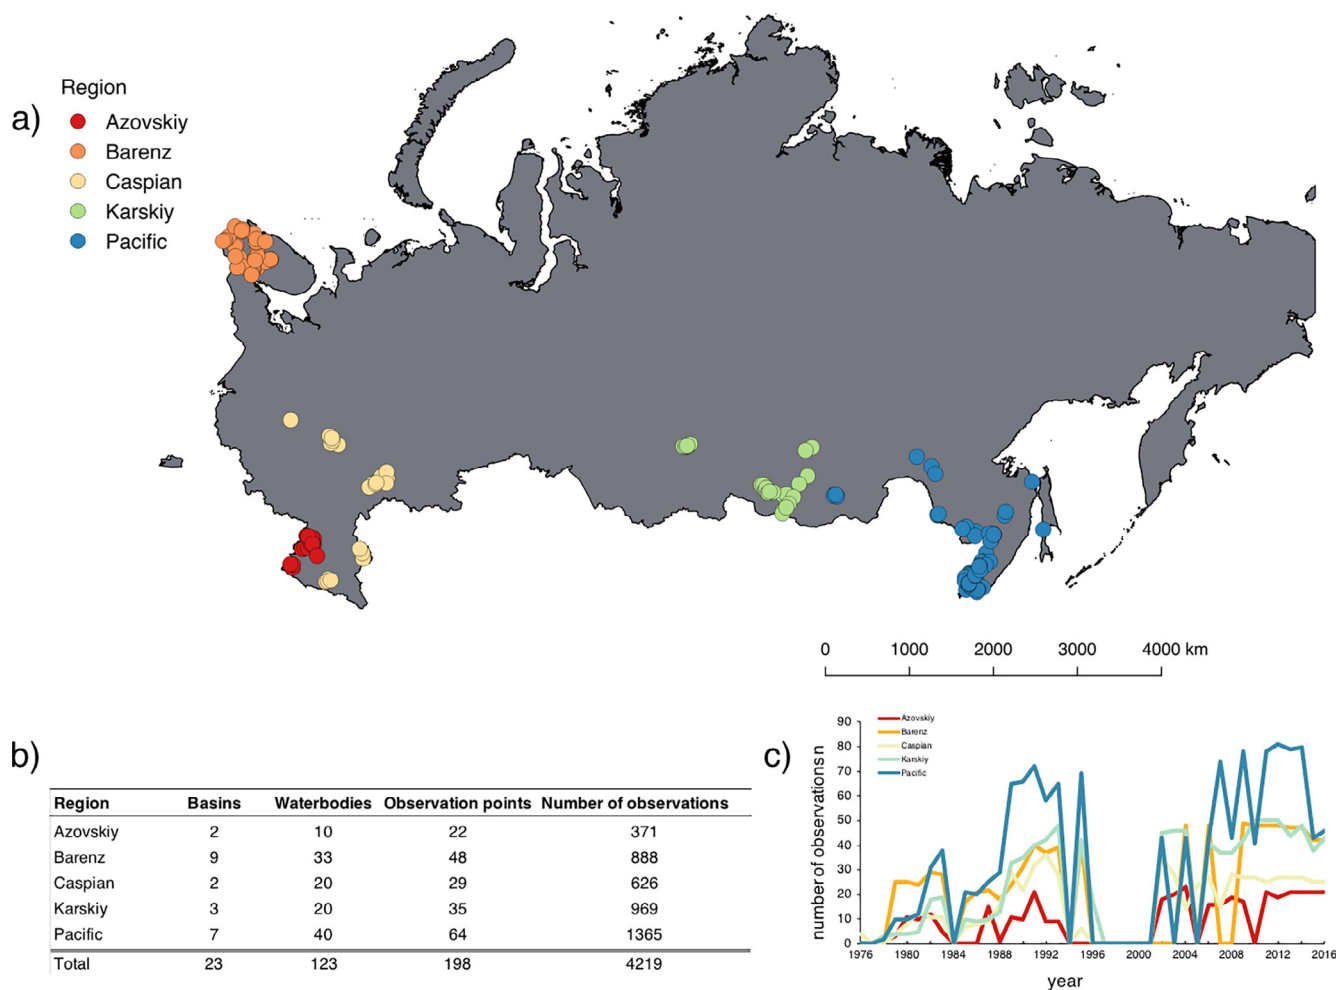 a)
Region
Azovskiy
Barenz
Caspian
Karskiy
Pacific
0 1000 2000 3000 4000 km
b)
Region Basins Waterbodies Observation points Number of observations
Azovskiy 2 10 22 371
Barenz 9 33 48 888
Caspian 2 20 29 626
Karskiy 3 20 35 969
Pacific 7 40 64 1365
Total 23 123 198 4219
c)
number of observationsn
90
80
70
60
50
40
30
20
10
0
Azovskiy
Barenz
Caspian
Karskiy
Pacific
1976 1980 1984 1988 1992 1996 2000 2004 2008 2012 2016
year